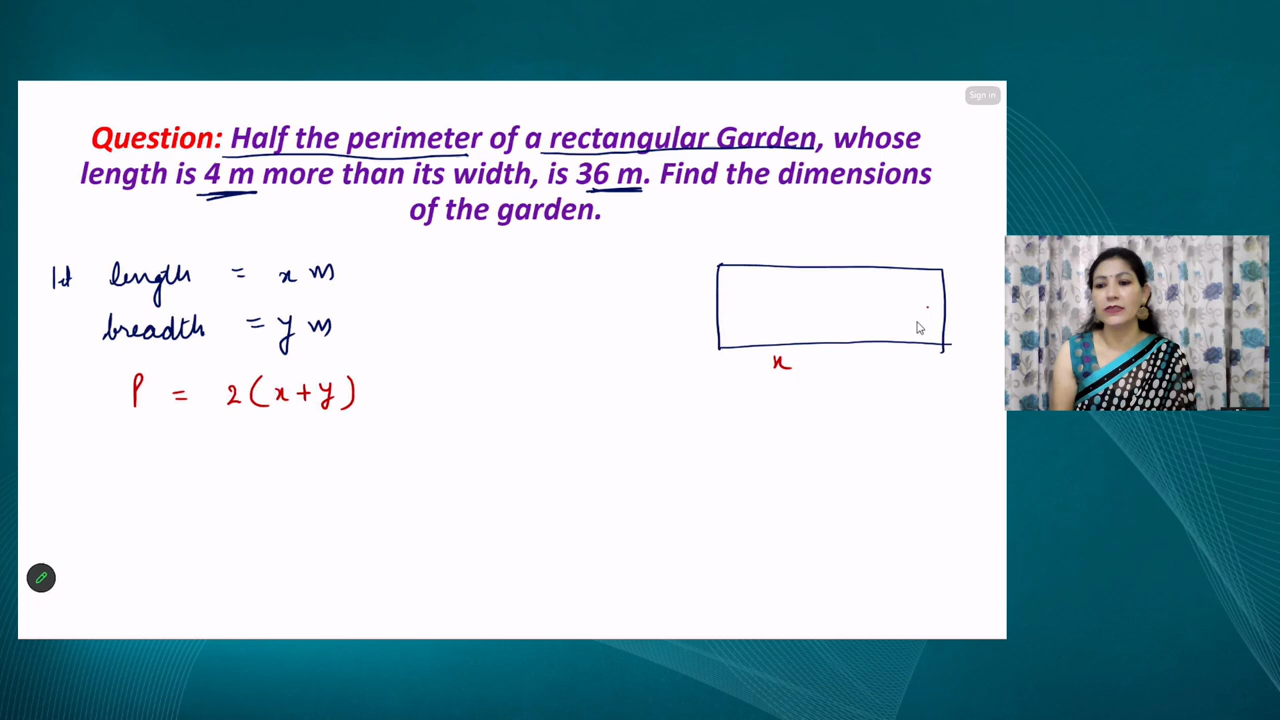 Sign in
Question: Half the perimeter of a rectangular Garden, whose
length is 4 m more than its width, is 36 m. Find the dimensions
of the garden.
let length = x m
breadth = y m
P = 2(x+y)
x